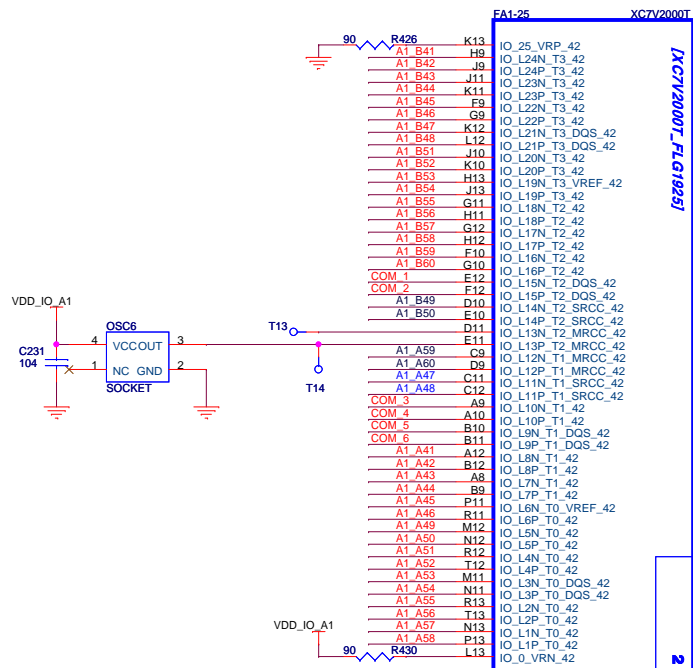 FA1-25 XC7V2000T
[XC7V2000T_FLG1925]
90 R426 K13 IO_25_VRP_42
A1_B41 H9 IO_L24N_T3_42
A1_B42 J9 IO_L24P_T3_42
A1_B43 J11 IO_L23N_T3_42
A1_B44 K11 IO_L23P_T3_42
A1_B45 F9 IO_L22N_T3_42
A1_B46 G9 IO_L22P_T3_42
A1_B47 K12 IO_L21N_T3_DQS_42
A1_B48 L12 IO_L21P_T3_DQS_42
A1_B51 J10 IO_L20N_T3_42
A1_B52 K10 IO_L20P_T3_42
A1_B53 H13 IO_L19N_T3_VREF_42
A1_B54 J13 IO_L19P_T3_42
A1_B55 G11 IO_L18N_T2_42
A1_B56 H11 IO_L18P_T2_42
A1_B57 G12 IO_L17N_T2_42
A1_B58 H12 IO_L17P_T2_42
A1_B59 F10 IO_L16N_T2_42
A1_B60 G10 IO_L16P_T2_42
COM_1 E12 IO_L15N_T2_DQS_42
COM_2 F12 IO_L15P_T2_DQS_42
A1_B49 D10 IO_L14N_T2_SRCC_42
A1_B50 E10 IO_L14P_T2_SRCC_42
T13 D11 IO_L13N_T2_MRCC_42
E11 IO_L13P_T2_MRCC_42
A1_A59 C9 IO_L12N_T1_MRCC_42
A1_A60 D9 IO_L12P_T1_MRCC_42
A1_A47 C11 IO_L11N_T1_SRCC_42
A1_A48 C12 IO_L11P_T1_SRCC_42
COM_3 A9 IO_L10N_T1_42
COM_4 A10 IO_L10P_T1_42
COM_5 B10 IO_L9N_T1_DQS_42
COM_6 B11 IO_L9P_T1_DQS_42
A1_A41 A12 IO_L8N_T1_42
A1_A42 B12 IO_L8P_T1_42
A1_A43 A8 IO_L7N_T1_42
A1_A44 B9 IO_L7P_T1_42
A1_A45 P11 IO_L6N_T0_VREF_42
A1_A46 R11 IO_L6P_T0_42
A1_A49 M12 IO_L5N_T0_42
A1_A50 N12 IO_L5P_T0_42
A1_A51 R12 IO_L4N_T0_42
A1_A52 T12 IO_L4P_T0_42
A1_A53 M11 IO_L3N_T0_DQS_42
A1_A54 N11 IO_L3P_T0_DQS_42
A1_A55 R13 IO_L2N_T0_42
A1_A56 T13 IO_L2P_T0_42
A1_A57 N13 IO_L1N_T0_42
A1_A58 P13 IO_L1P_T0_42
90 R430 L13 IO_0_VRN_42
VDD_IO_A1
OSC6
4 VCC OUT 3
C231
104
1 NC GND 2
SOCKET
T14
VDD_IO_A1
2